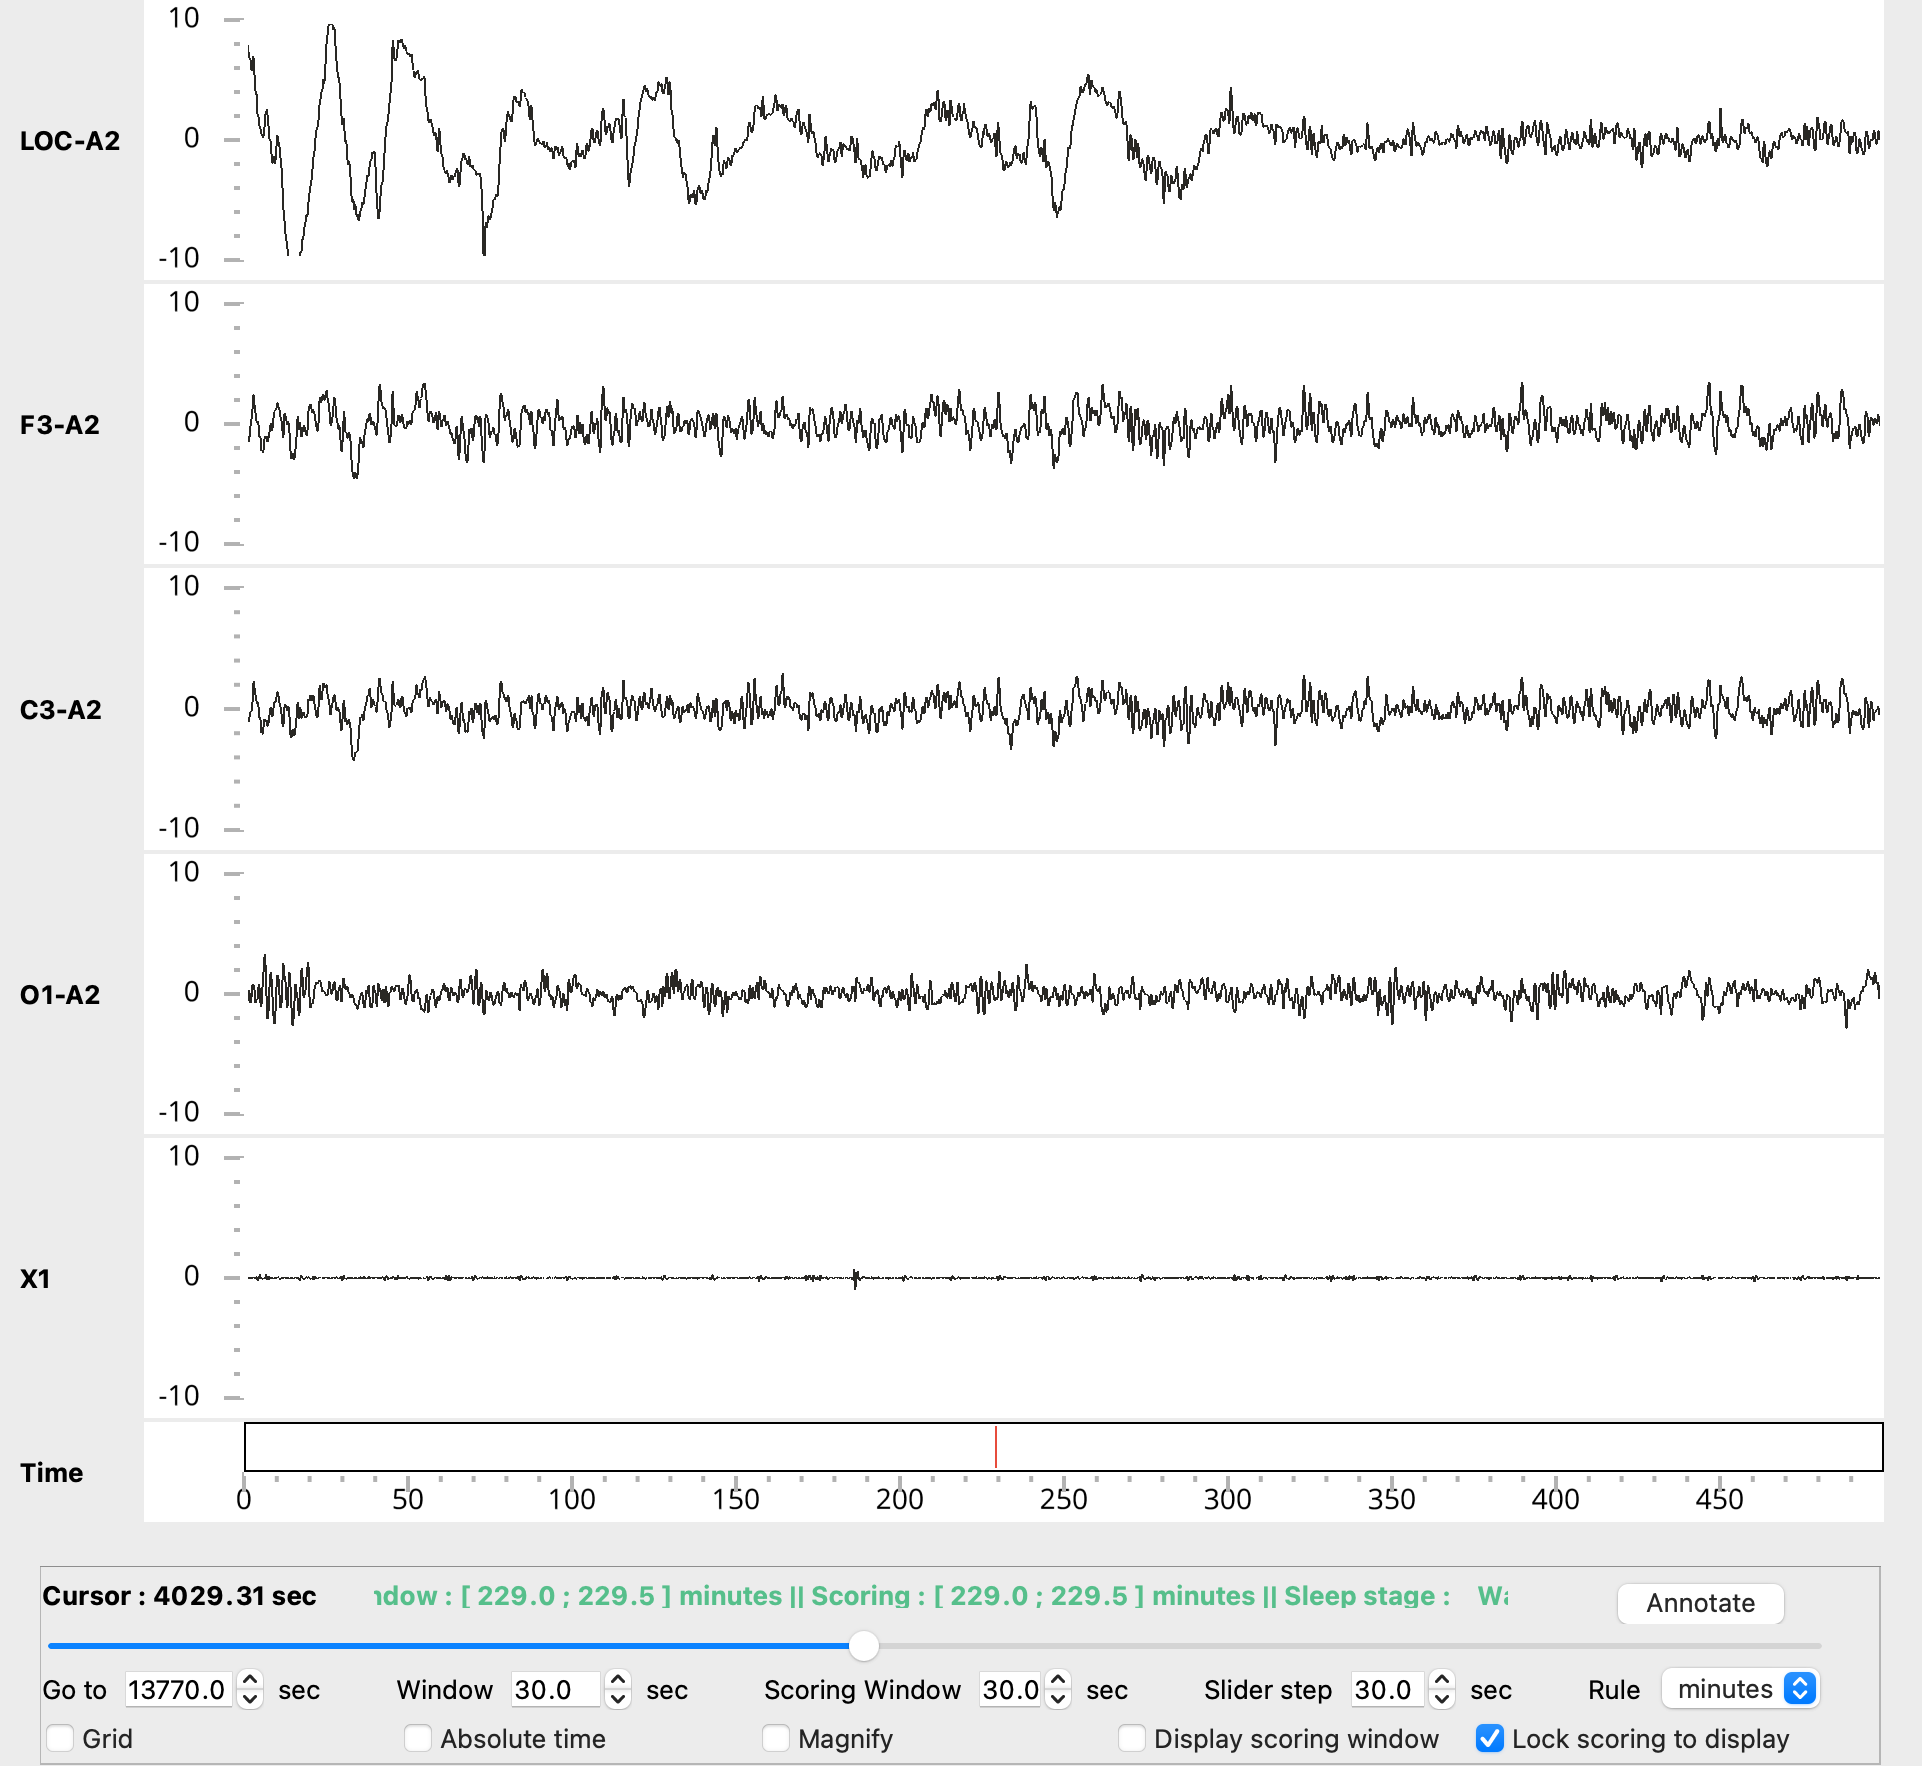 10
LOC-A2
0
-10
10
F3-A2
0
-10
10
C3-A2
0
-10
10
O1-A2
0
-10
10
X1
0
-10
Time
0 50 100 150 200 250 300 350 400 450
Cursor : 4029.31 sec ndow : [ 229.0 ; 229.5 ] minutes || Scoring : [ 229.0 ; 229.5 ] minutes || Sleep stage : Wa Annotate
Go to 13770.0 sec Window 30.0 sec Scoring Window 30.0 sec Slider step 30.0 sec Rule minutes
Grid Absolute time Magnify Display scoring window Lock scoring to display